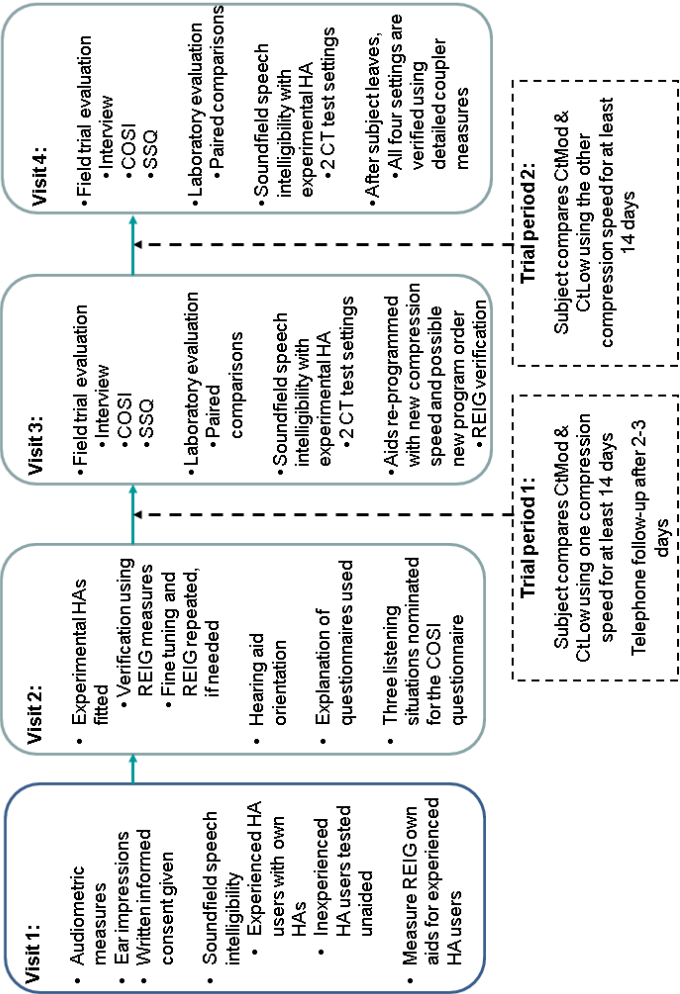 Visit 1:
• Audiometric
measures
• Ear impressions
• Written informed
consent given
• Soundfield speech
intelligibility
• Experienced HA
users with own
HAs
• Inexperienced
HA users tested
unaided
• Measure REIG own
aids for experienced
HA users
Visit 2:
• Experimental HAs
fitted
• Verification using
REIG measures
• Fine tuning and
REIG repeated,
if needed
• Hearing aid
orientation
• Explanation of
questionnaires used
• Three listening
situations nominated
for the COSI
questionnaire
Visit 3:
• Field trial evaluation
• Interview
• COSI
• SSQ
• Laboratory evaluation
• Paired
comparisons
• Soundfield speech
intelligibility with
experimental HA
• 2 CT test settings
• Aids re-programmed
with new compression
speed and possible
new program order
• REIG verification
Visit 4:
• Field trial evaluation
• Interview
• COSI
• SSQ
• Laboratory evaluation
• Paired comparisons
• Soundfield speech
intelligibility with
experimental HA
• 2 CT test settings
• After subject leaves,
• All four settings are
verified using
detailed coupler
measures
Trial period 1:
Subject compares CtMod &
CtLow using one compression
speed for at least 14 days
Telephone follow-up after 2-3
days
Trial period 2:
Subject compares CtMod &
CtLow using the other
compression speed for at least
14 days